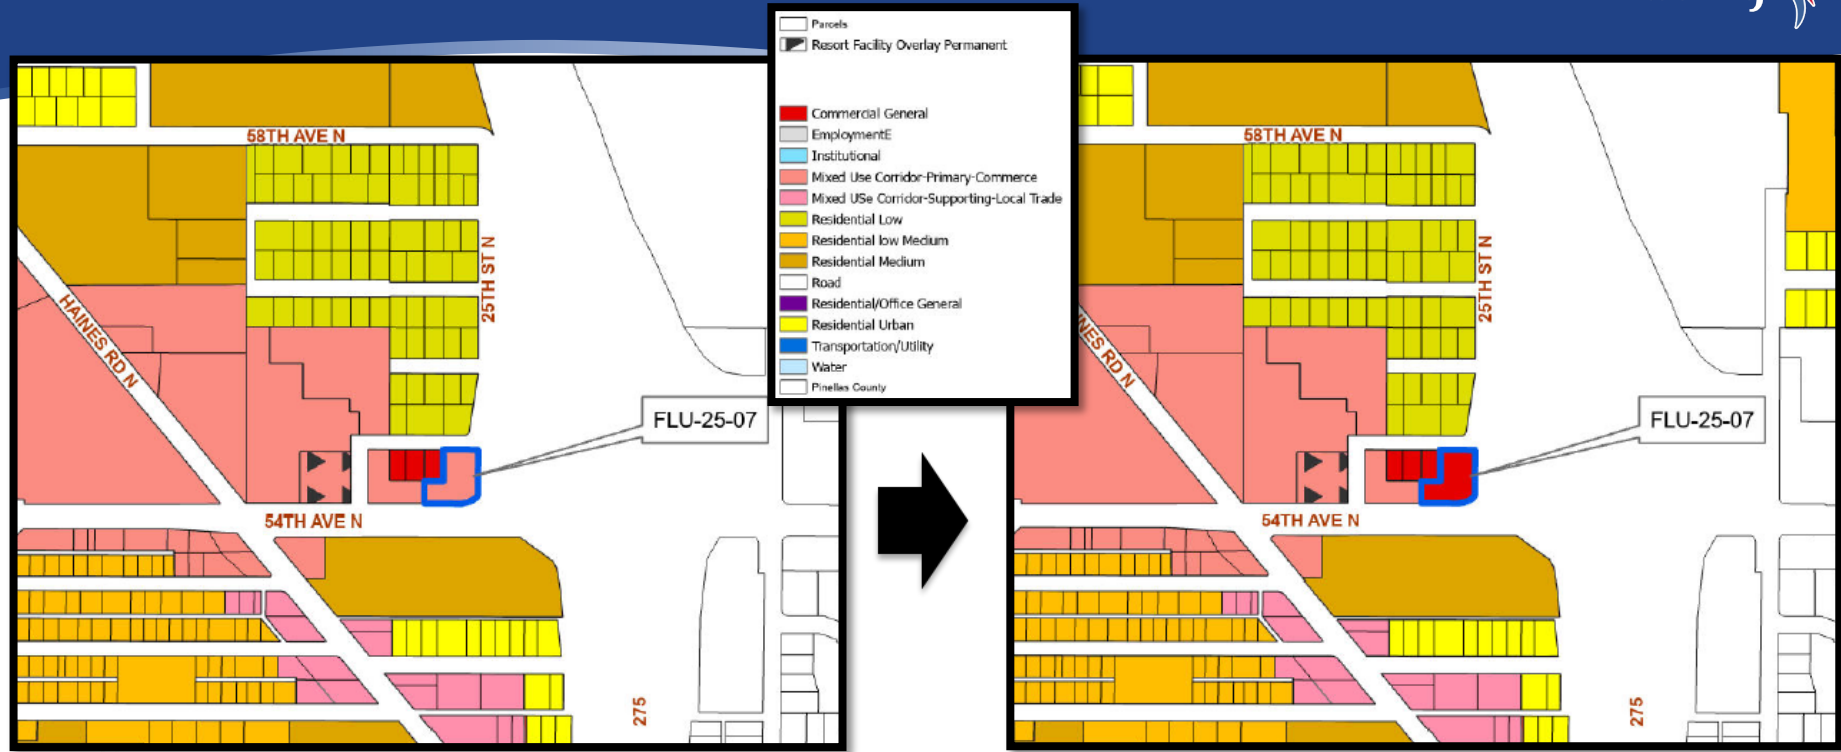 Parcels
Resort Facility Overlay Permanent
Commercial General
EmploymentE
Institutional
Mixed Use Corridor-Primary-Commerce
Mixed USe Corridor-Supporting-Local Trade
Residential Low
Residential low Medium
Residential Medium
Road
Residential/Office General
Residential Urban
Transportation/Utility
Water
Pinellas County
58TH AVE N
25TH ST N
HAINES RD N
FLU-25-07
54TH AVE N
275
58TH AVE N
25TH ST N
NES RD N
FLU-25-07
54TH AVE N
275